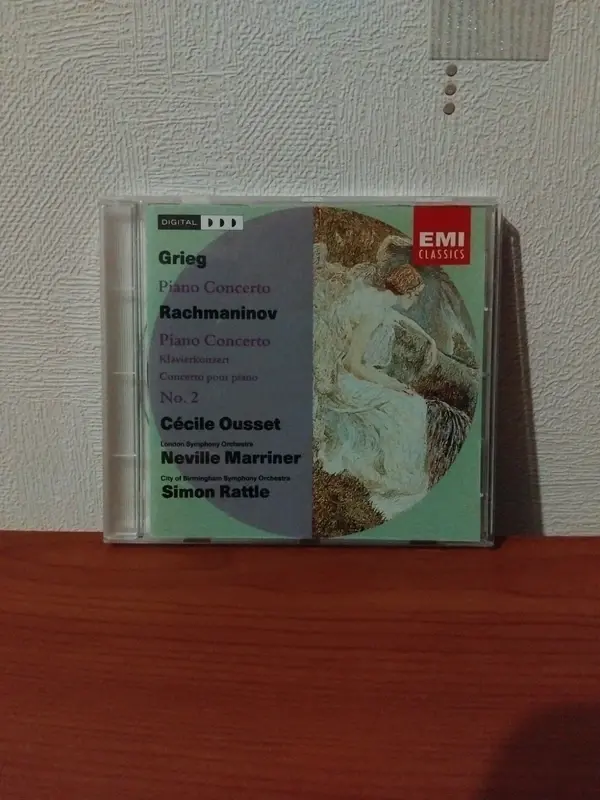 DIGITAL DDD
EMI
CLASSICS
Grieg
Piano Concerto
Rachmaninov
Piano Concerto
Klavierkonzert
Concerto pour piano
No. 2
Cécile Ousset
London Symphony Orchestra
Neville Marriner
City of Birmingham Symphony Orchestra
Simon Rattle